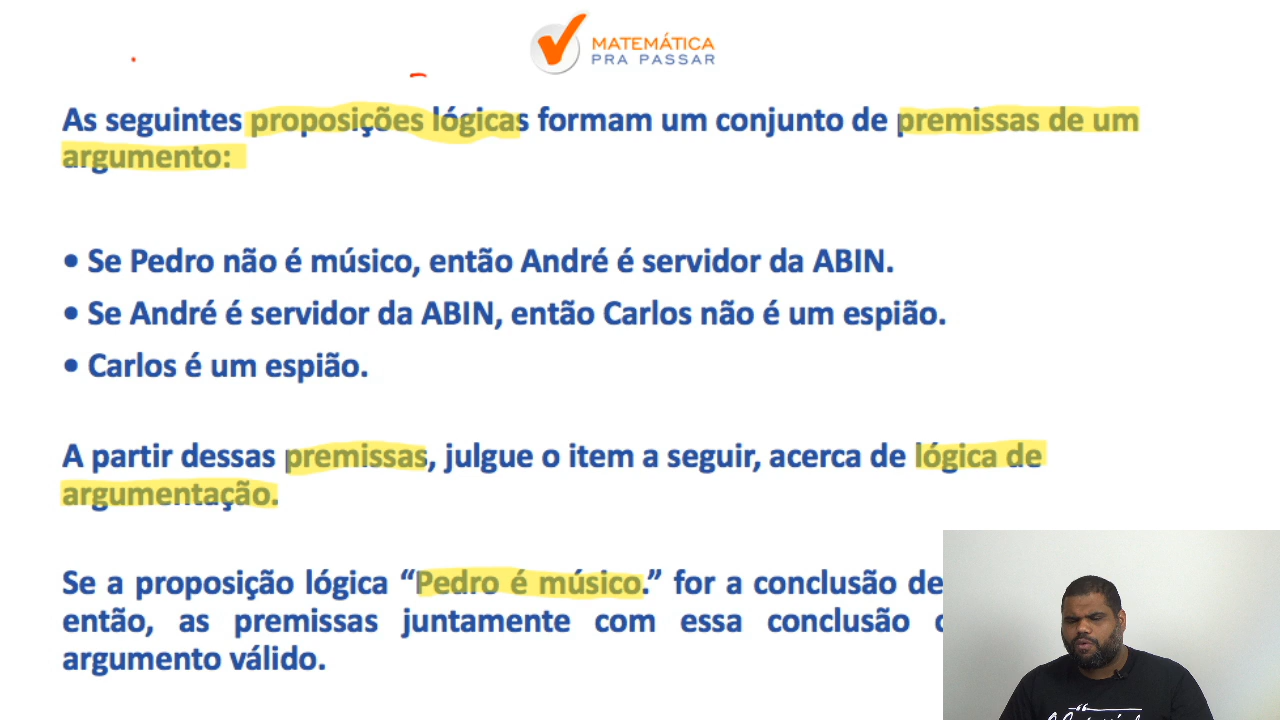 MATEMÁTICA
PRA PASSAR
As seguintes proposições lógicas formam um conjunto de premissas de um
argumento:
• Se Pedro não é músico, então André é servidor da ABIN.
• Se André é servidor da ABIN, então Carlos não é um espião.
• Carlos é um espião.
A partir dessas premissas, julgue o item a seguir, acerca de lógica de
argumentação.
Se a proposição lógica “Pedro é músico.” for a conclusão de
então, as premissas juntamente com essa conclusão
argumento válido.